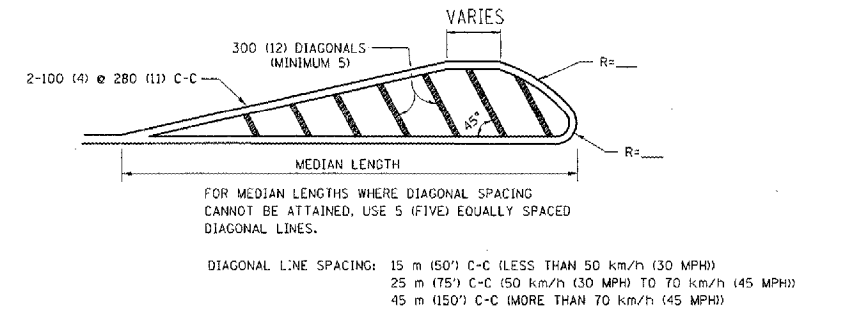 VARIES
300 (12) DIAGONALS
(MINIMUM 5)
R=__
2-100 (4) @ 280 (11) C-C
45°
R=__
MEDIAN LENGTH
FOR MEDIAN LENGTHS WHERE DIAGONAL SPACING
CANNOT BE ATTAINED, USE 5 (FIVE) EQUALLY SPACED
DIAGONAL LINES.
DIAGONAL LINE SPACING: 15 m (50') C-C (LESS THAN 50 km/h (30 MPH))
25 m (75') C-C (50 km/h (30 MPH) TO 70 km/h (45 MPH))
45 m (150') C-C (MORE THAN 70 km/h (45 MPH))